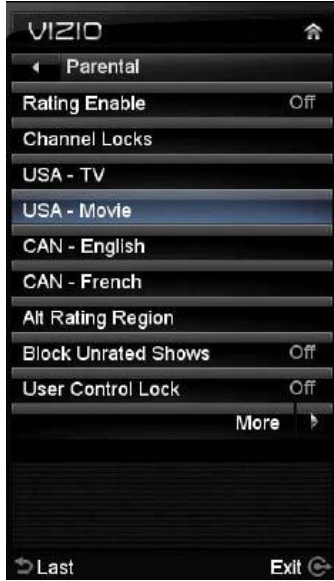 VIZIO
Parental
Rating Enable Off
Channel Locks
USA - TV
USA - Movie
CAN - English
CAN - French
Alt Rating Region
Block Unrated Shows Off
User Control Lock Off
More
Last Exit